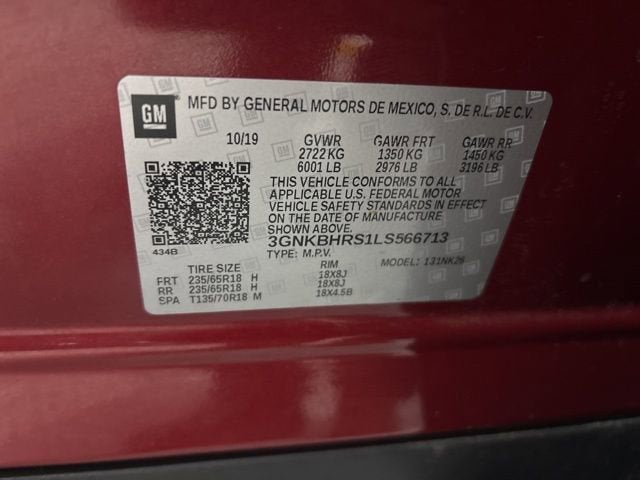 GM MFD BY GENERAL MOTORS DE MEXICO, S. DE R.L. DE C.V.
10/19 GVWR GAWR FRT GAWR RR
2722 KG 1350 KG 1450 KG
6001 LB 2976 LB 3196 LB
THIS VEHICLE CONFORMS TO ALL
APPLICABLE U.S. FEDERAL MOTOR
VEHICLE SAFETY STANDARDS IN EFFECT
ON THE DATE OF MANUFACTURE
SHOWN ABOVE.
3GNKBHRS1LS566713
434B TYPE: M.P.V. MODEL: 131NK26
TIRE SIZE RIM
FRT 235/65R18 H 18X8J
RR 235/65R18 H 18X8J
SPA T135/70R18 M 18X4.5B